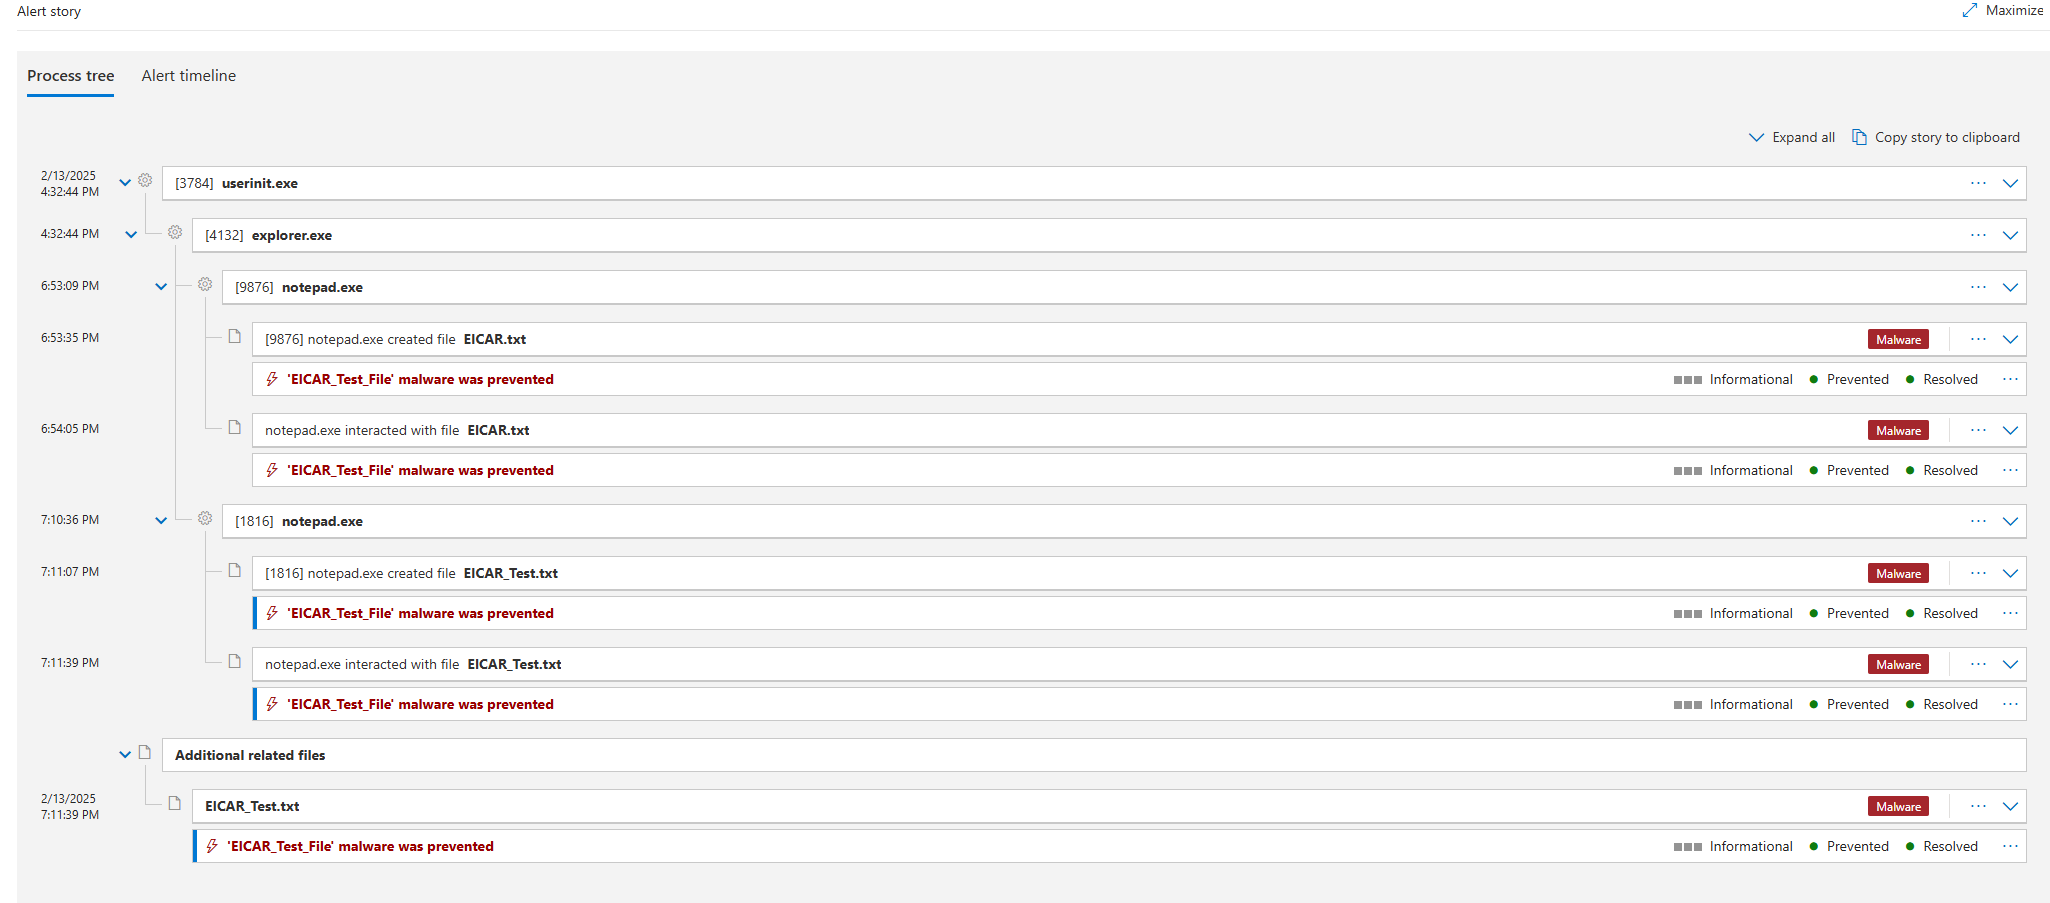 Alert story
Maximize
Process tree
Alert timeline
Expand all
Copy story to clipboard
2/13/2025
4:32:44 PM
[3784] userinit.exe
4:32:44 PM
[4132] explorer.exe
6:53:09 PM
[9876] notepad.exe
6:53:35 PM
[9876] notepad.exe created file EICAR.txt
Malware
'EICAR_Test_File' malware was prevented
Informational
Prevented
Resolved
6:54:05 PM
notepad.exe interacted with file EICAR.txt
Malware
'EICAR_Test_File' malware was prevented
Informational
Prevented
Resolved
7:10:36 PM
[1816] notepad.exe
7:11:07 PM
[1816] notepad.exe created file EICAR_Test.txt
Malware
'EICAR_Test_File' malware was prevented
Informational
Prevented
Resolved
7:11:39 PM
notepad.exe interacted with file EICAR_Test.txt
Malware
'EICAR_Test_File' malware was prevented
Informational
Prevented
Resolved
Additional related files
2/13/2025
7:11:39 PM
EICAR_Test.txt
Malware
'EICAR_Test_File' malware was prevented
Informational
Prevented
Resolved